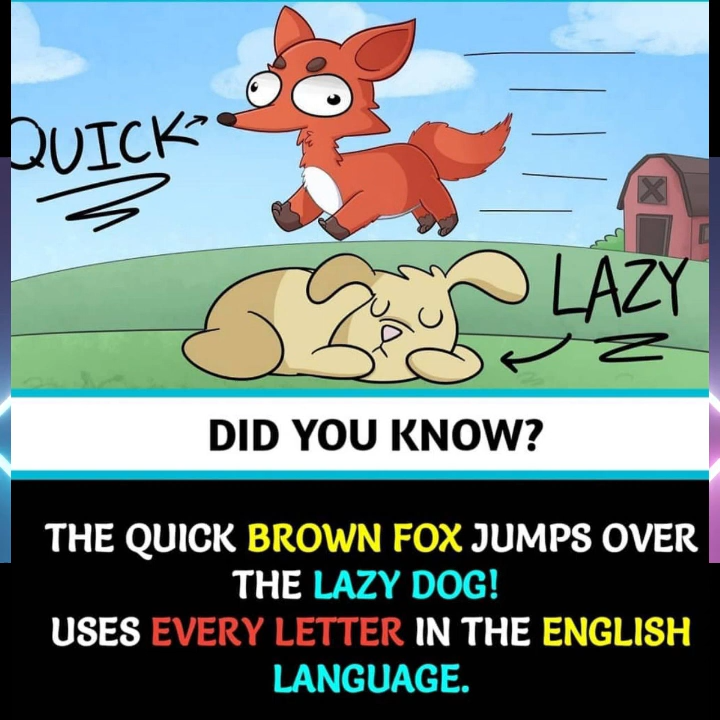 QUICK
LAZY
DID YOU KNOW?
THE QUICK BROWN FOX JUMPS OVER
THE LAZY DOG!
USES EVERY LETTER IN THE ENGLISH
LANGUAGE.